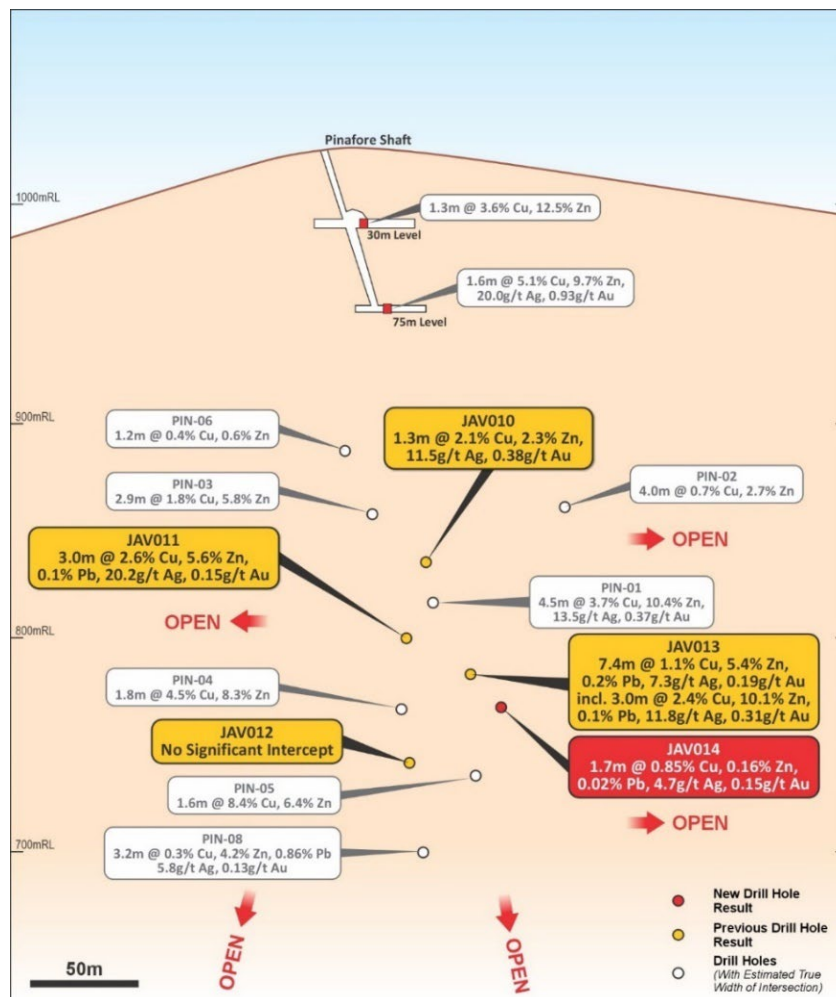 Pinafore Shaft
1000mRL
1.3m @ 3.6% Cu, 12.5% Zn
30m Level
1.6m @ 5.1% Cu, 9.7% Zn,
20.0g/t Ag, 0.93g/t Au
75m Level
900mRL
PIN-06
1.2m @ 0.4% Cu, 0.6% Zn
JAV010
1.3m @ 2.1% Cu, 2.3% Zn,
11.5g/t Ag, 0.38g/t Au
PIN-03
2.9m @ 1.8% Cu, 5.8% Zn
PIN-02
4.0m @ 0.7% Cu, 2.7% Zn
OPEN
JAV011
3.0m @ 2.6% Cu, 5.6% Zn,
0.1% Pb, 20.2g/t Ag, 0.15g/t Au
PIN-01
4.5m @ 3.7% Cu, 10.4% Zn,
13.5g/t Ag, 0.37g/t Au
OPEN
800mRL
JAV013
7.4m @ 1.1% Cu, 5.4% Zn,
0.2% Pb, 7.3g/t Ag, 0.19g/t Au
incl. 3.0m @ 2.4% Cu, 10.1% Zn,
0.1% Pb, 11.8g/t Ag, 0.31g/t Au
PIN-04
1.8m @ 4.5% Cu, 8.3% Zn
JAV012
No Significant Intercept
JAV014
1.7m @ 0.85% Cu, 0.16% Zn,
0.02% Pb, 4.7g/t Ag, 0.15g/t Au
PIN-05
1.6m @ 8.4% Cu, 6.4% Zn
OPEN
700mRL
PIN-08
3.2m @ 0.3% Cu, 4.2% Zn, 0.86% Pb
5.8g/t Ag, 0.13g/t Au
OPEN
OPEN
New Drill Hole
Result
Previous Drill Hole
Result
Drill Holes
(With Estimated True
Width of Intersection)
50m